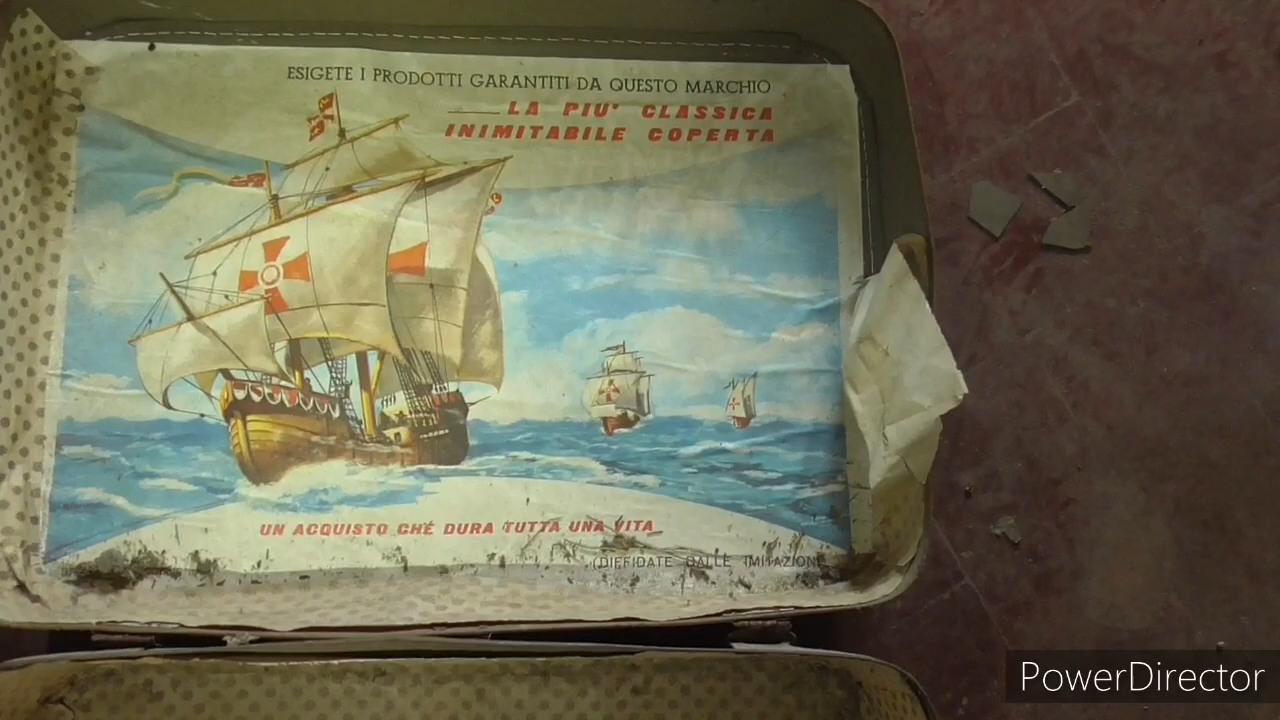 ESIGETE I PRODOTTI GARANTITI DA QUESTO MARCHIO
LA PIU' CLASSICA
INIMITABILE COPERTA
UN ACQUISTO CHÉ DURA TUTTA UNA VITA
(DIFFIDATE DALLE IMITAZIONI
PowerDirector